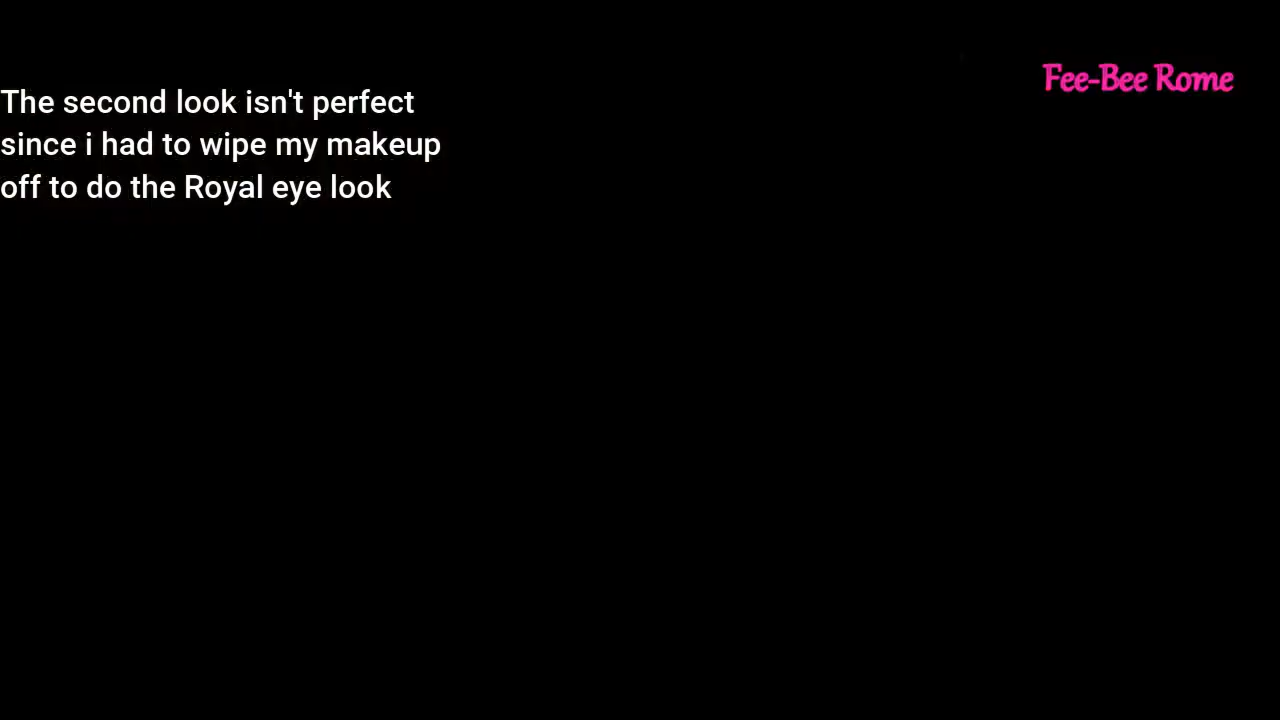 Fee-Bee Rome
The second look isn't perfect
since i had to wipe my makeup
off to do the Royal eye look